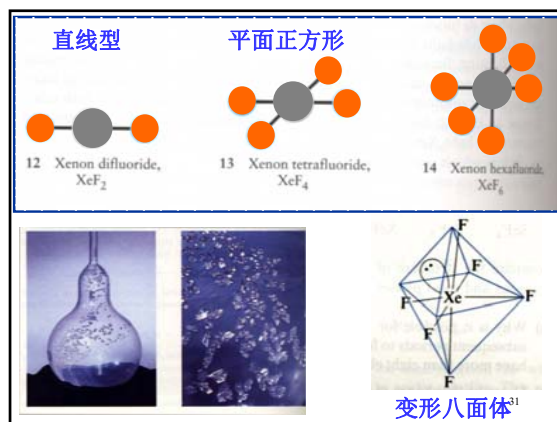 直线型
平面正方形
12 Xenon difluoride,
XeF2
13 Xenon tetrafluoride,
XeF4
14 Xenon hexafluoride,
XeF6
F
F
F
Xe
F
F
F
变形八面体
31